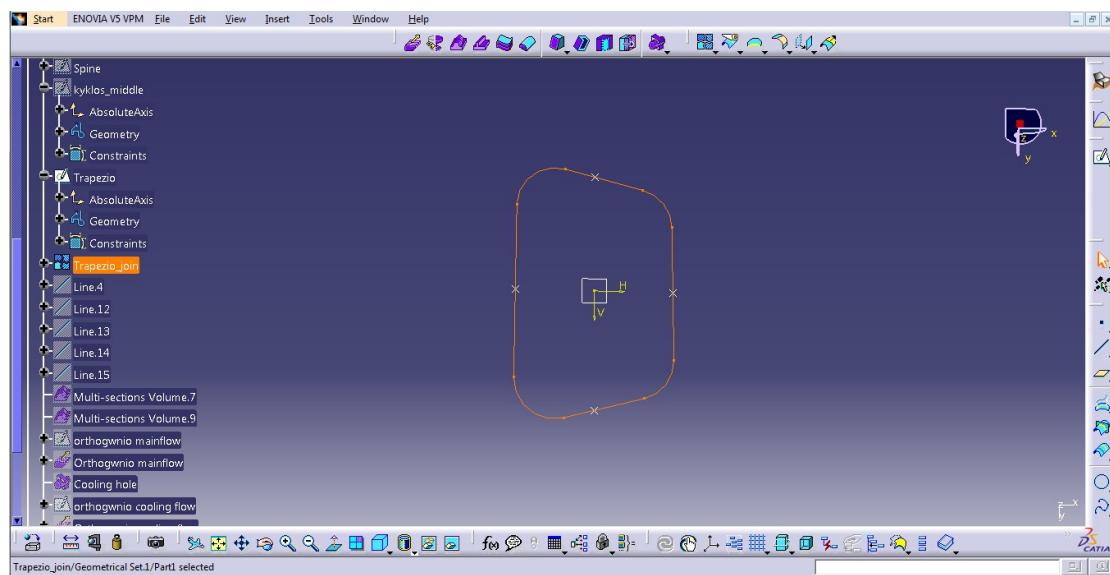 Start ENOVIA V5 VPM File Edit View Insert Tools Window Help
Spine
kyklos_middle
AbsoluteAxis
Geometry
Constraints
Trapezio
AbsoluteAxis
Geometry
Constraints
Trapezio_join
Line.4
Line.12
Line.13
Line.14
Line.15
Multi-sections Volume.7
Multi-sections Volume.9
orthogwnio mainflow
Orthogwnio mainflow
Cooling hole
orthogwnio cooling flow
H
V
x
z
y
z x
y
f(x)
CATIA
Trapezio_join/Geometrical Set.1/Part1 selected